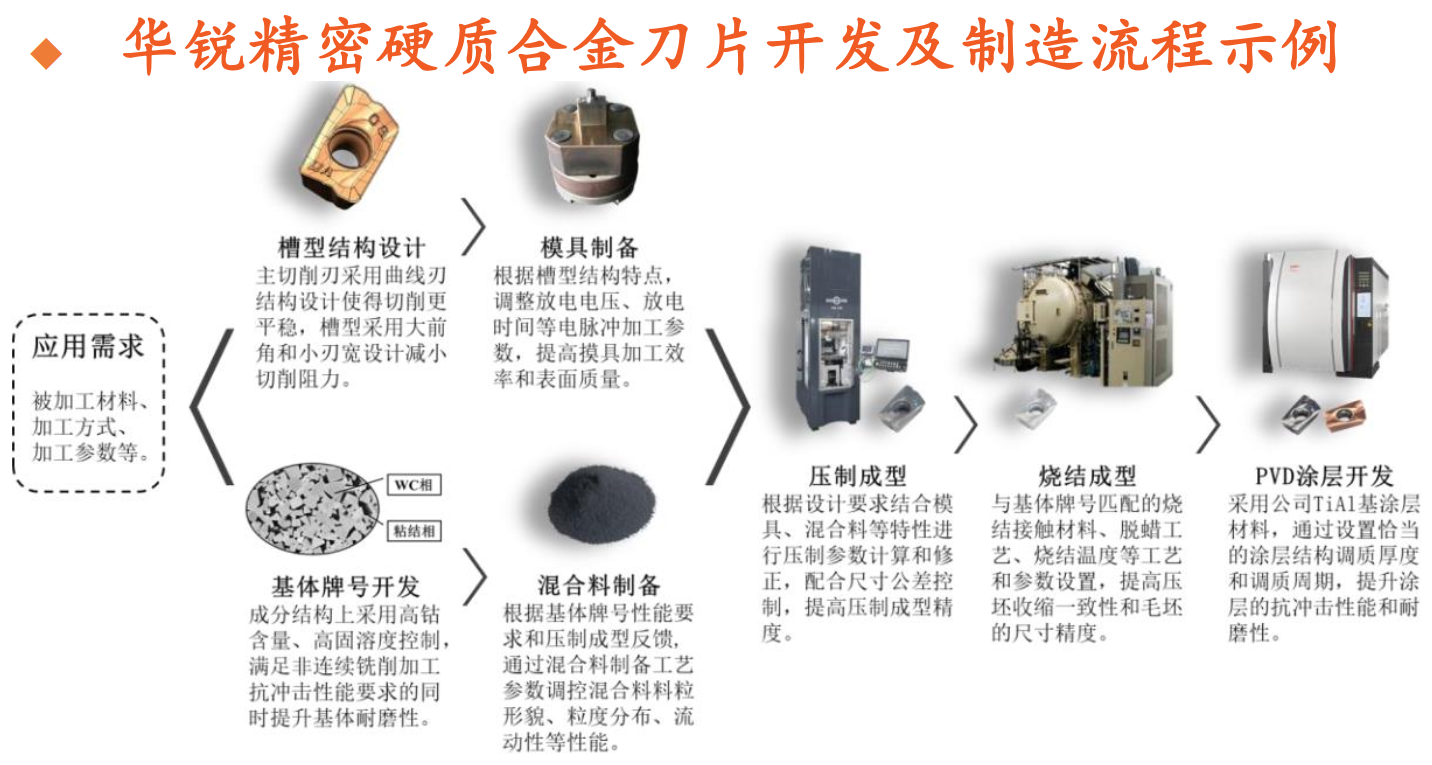 ◆ 华锐精密硬质合金刀片开发及制造流程示例
应用需求
被加工材料、
加工方式、
加工参数等。
槽型结构设计
主切削刃采用曲线刃
结构设计使得切削更
平稳，槽型采用大前
角和小刃宽设计减小
切削阻力。
模具制备
根据槽型结构特点，
调整放电电压、放电
时间等电脉冲加工参
数，提高摸具加工效
率和表面质量。
WC相
粘结相
基体牌号开发
成分结构上采用高钴
含量、高固溶度控制，
满足非连续铣削加工
抗冲击性能要求的同
时提升基体耐磨性。
混合料制备
根据基体牌号性能要
求和压制成型反馈，
通过混合料制备工艺
参数调控混合料料粒
形貌、粒度分布、流
动性等性能。
压制成型
根据设计要求结合模
具、混合料等特性进
行压制参数计算和修
正，配合尺寸公差控
制，提高压制成型精
度。
烧结成型
与基体牌号匹配的烧
结接触材料、脱蜡工
艺、烧结温度等工艺
和参数设置，提高压
坯收缩一致性和毛坯
的尺寸精度。
PVD涂层开发
采用公司TiAl基涂层
材料，通过设置恰当
的涂层结构调质厚度
和调质周期，提升涂
层的抗冲击性能和耐
磨性。